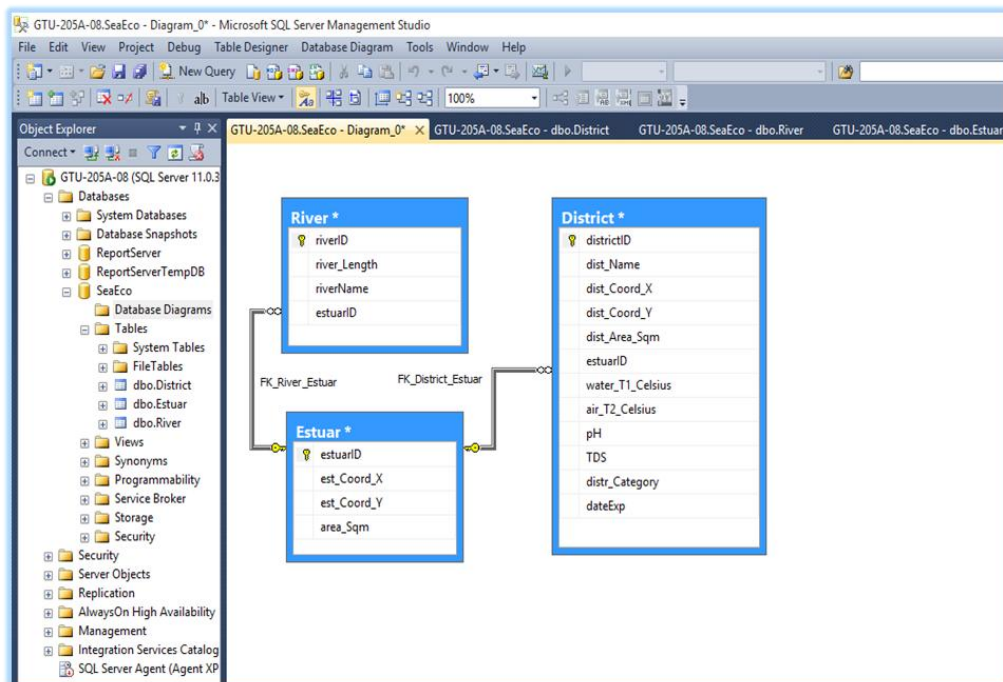 GTU-205A-08.SeaEco - Diagram_0* - Microsoft SQL Server Management Studio
File Edit View Project Debug Table Designer Database Diagram Tools Window Help
New Query
ab| Table View 100%
Object Explorer
GTU-205A-08.SeaEco - Diagram_0* GTU-205A-08.SeaEco - dbo.District GTU-205A-08.SeaEco - dbo.River GTU-205A-08.SeaEco - dbo.Estuar
Connect
GTU-205A-08 (SQL Server 11.0.3
Databases
System Databases
Database Snapshots
ReportServer
ReportServerTempDB
SeaEco
Database Diagrams
Tables
System Tables
FileTables
dbo.District
dbo.Estuar
dbo.River
Views
Synonyms
Programmability
Service Broker
Storage
Security
Security
Server Objects
Replication
AlwaysOn High Availability
Management
Integration Services Catalog
SQL Server Agent (Agent XP
River *
riverID
river_Length
riverName
estuarID
FK_River_Estuar
FK_District_Estuar
Estuar *
estuarID
est_Coord_X
est_Coord_Y
area_Sqm
District *
districtID
dist_Name
dist_Coord_X
dist_Coord_Y
dist_Area_Sqm
estuarID
water_T1_Celsius
air_T2_Celsius
pH
TDS
distr_Category
dateExp